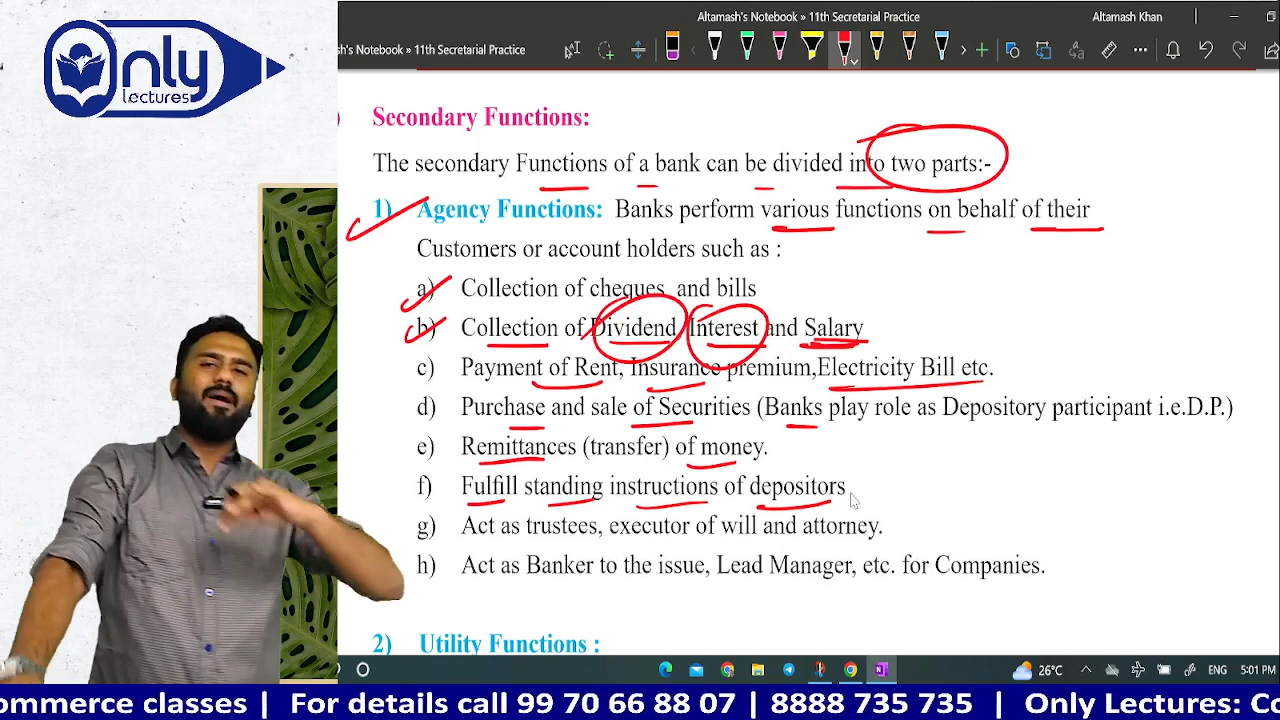 Only
lectures
Altamash's Notebook » 11th Secretarial Practice
Altamash Khan
's Notebook » 11th Secretarial Practice
Secondary Functions:
The secondary Functions of a bank can be divided into two parts:-
1) Agency Functions: Banks perform various functions on behalf of their
Customers or account holders such as :
a) Collection of cheques and bills
b) Collection of Dividend, Interest and Salary
c) Payment of Rent, Insurance premium,Electricity Bill etc.
d) Purchase and sale of Securities (Banks play role as Depository participant i.e.D.P.)
e) Remittances (transfer) of money.
f) Fulfill standing instructions of depositors
g) Act as trustees, executor of will and attorney.
h) Act as Banker to the issue, Lead Manager, etc. for Companies.
2) Utility Functions :
26°C ENG 5:01 PM
ommerce classes | For details call 99 70 66 88 07 | 8888 735 735 | Only Lectures: Co